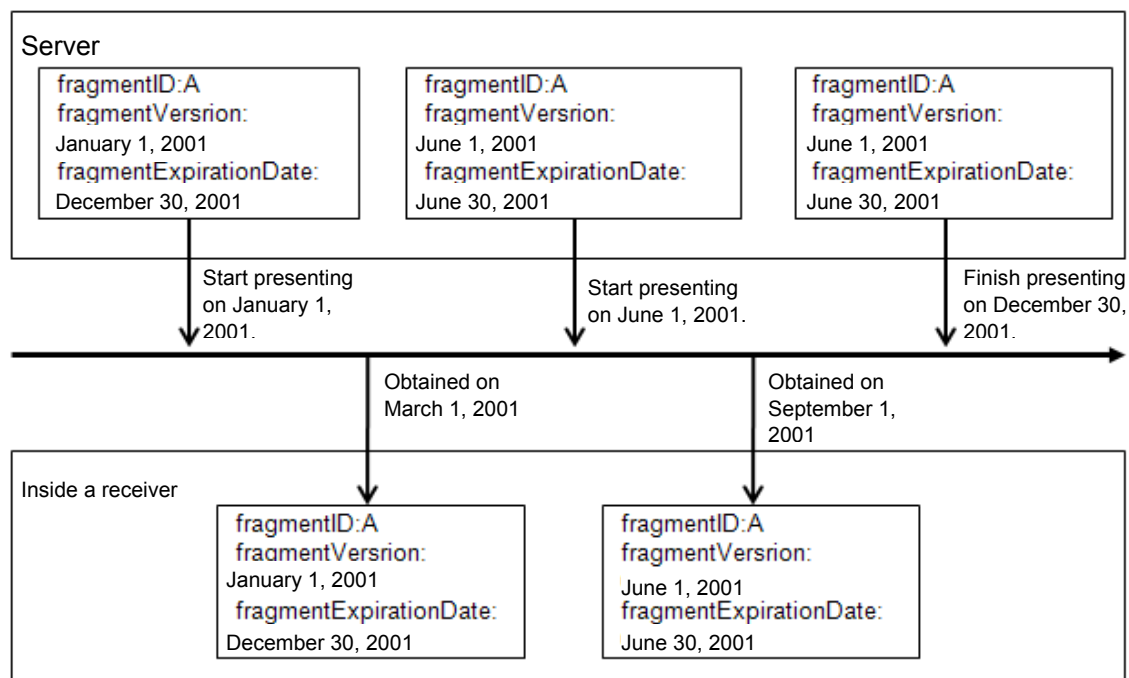 Server
fragmentID:A
fragmentVersrion:
January 1, 2001
fragmentExpirationDate:
December 30, 2001
fragmentID:A
fragmentVersrion:
June 1, 2001
fragmentExpirationDate:
June 30, 2001
fragmentID:A
fragmentVersrion:
June 1, 2001
fragmentExpirationDate:
June 30, 2001
Start presenting
on January 1,
2001.
Start presenting
on June 1, 2001.
Finish presenting
on December 30,
2001.
Obtained on
March 1, 2001
Obtained on
September 1,
2001
Inside a receiver
fragmentID:A
fragmentVersrion:
January 1, 2001
fragmentExpirationDate:
December 30, 2001
fragmentID:A
fragmentVersrion:
June 1, 2001
fragmentExpirationDate:
June 30, 2001